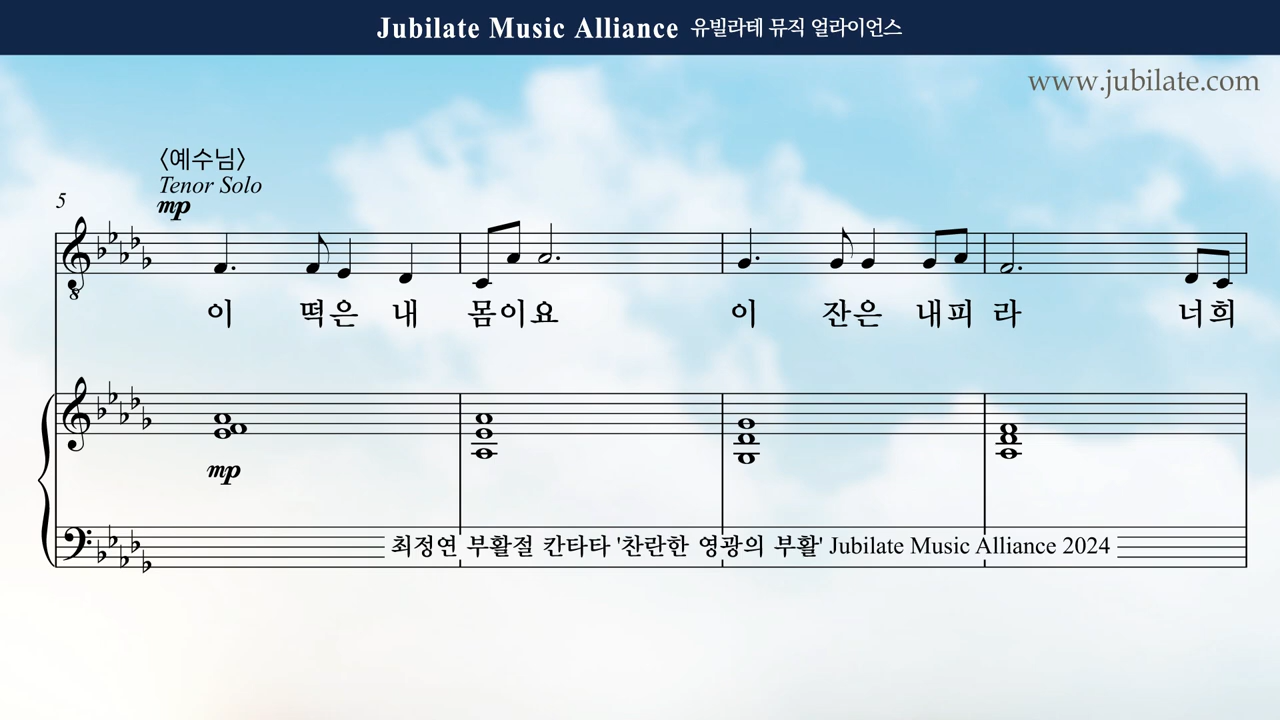 Jubilate Music Alliance 유빌라테 뮤직 얼라이언스
www.jubilate.com
〈예수님〉
Tenor Solo
5
mp
8
이 떡은 내 몸이요 이 잔은 내피 라 너희
mp
최정연 부활절 칸타타 '찬란한 영광의 부활' Jubilate Music Alliance 2024